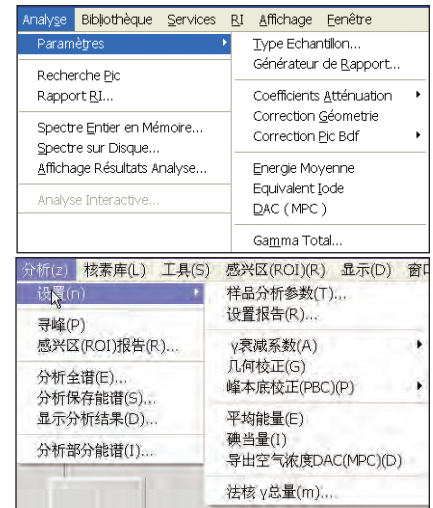 Analyse Bibliothèque Services RI Affichage Fenêtre
Paramètres
Recherche Pic
Rapport RI...
Spectre Entier en Mémoire...
Spectre sur Disque...
Affichage Résultats Analyse...
Analyse Interactive...
Type Echantillon...
Générateur de Rapport...
Coefficients Atténuation
Correction Géometrie
Correction Pic Bdf
Energie Moyenne
Equivalent Iode
DAC ( MPC )
Gamma Total...
分析(z) 核素库(L) 工具(S) 感兴区(ROI)(R) 显示(D) 窗口
设置(n)
寻峰(P)
感兴区(ROI)报告(R)...
分析全谱(E)...
分析保存能谱(S)...
显示分析结果(D)...
分析部分能谱(I)...
样品分析参数(T)...
设置报告(R)...
γ衰减系数(A)
几何校正(G)
峰本底校正(PBC)(P)
平均能量(E)
碘当量(I)
导出空气浓度DAC(MPC)(D)
法核 γ总量(m)....